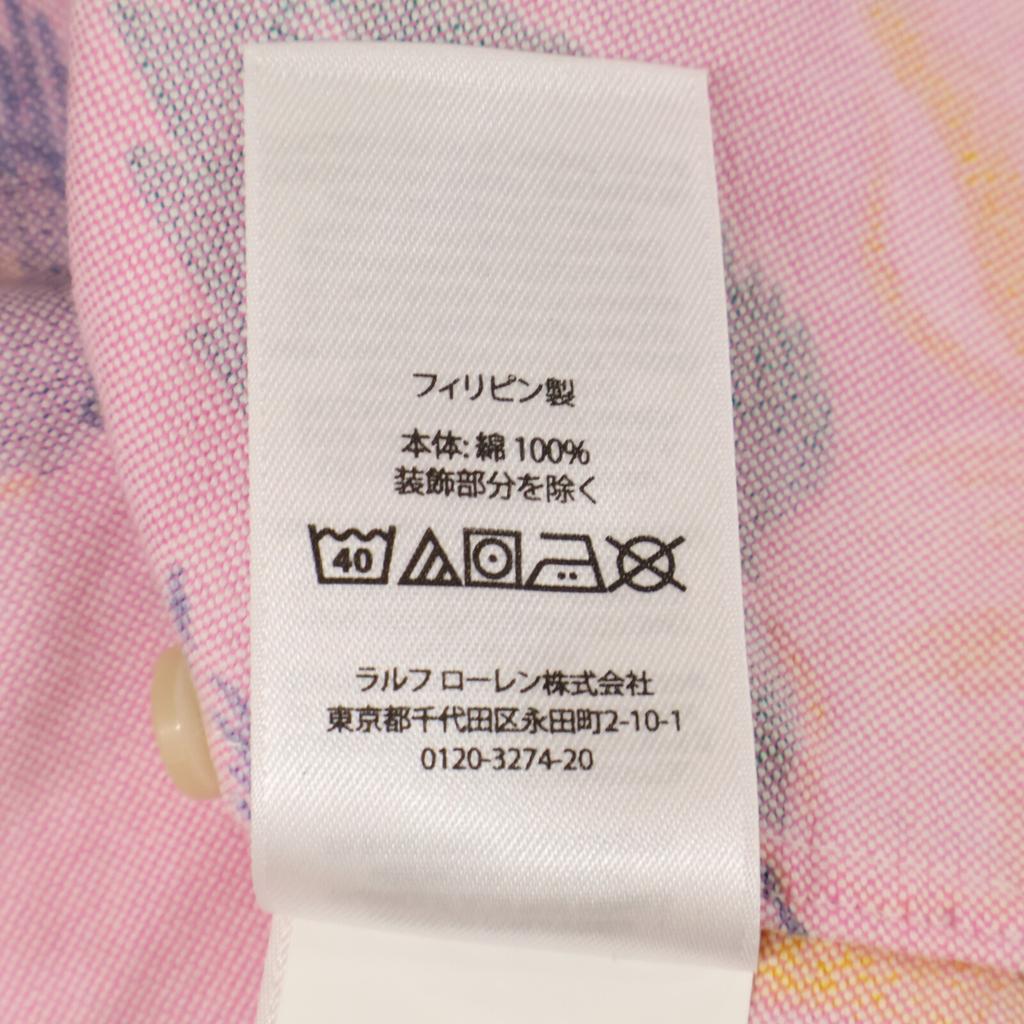 フィリピン製
本体: 綿 100%
装飾部分を除く
40
ラルフ ローレン株式会社
東京都千代田区永田町2-10-1
0120-3274-20